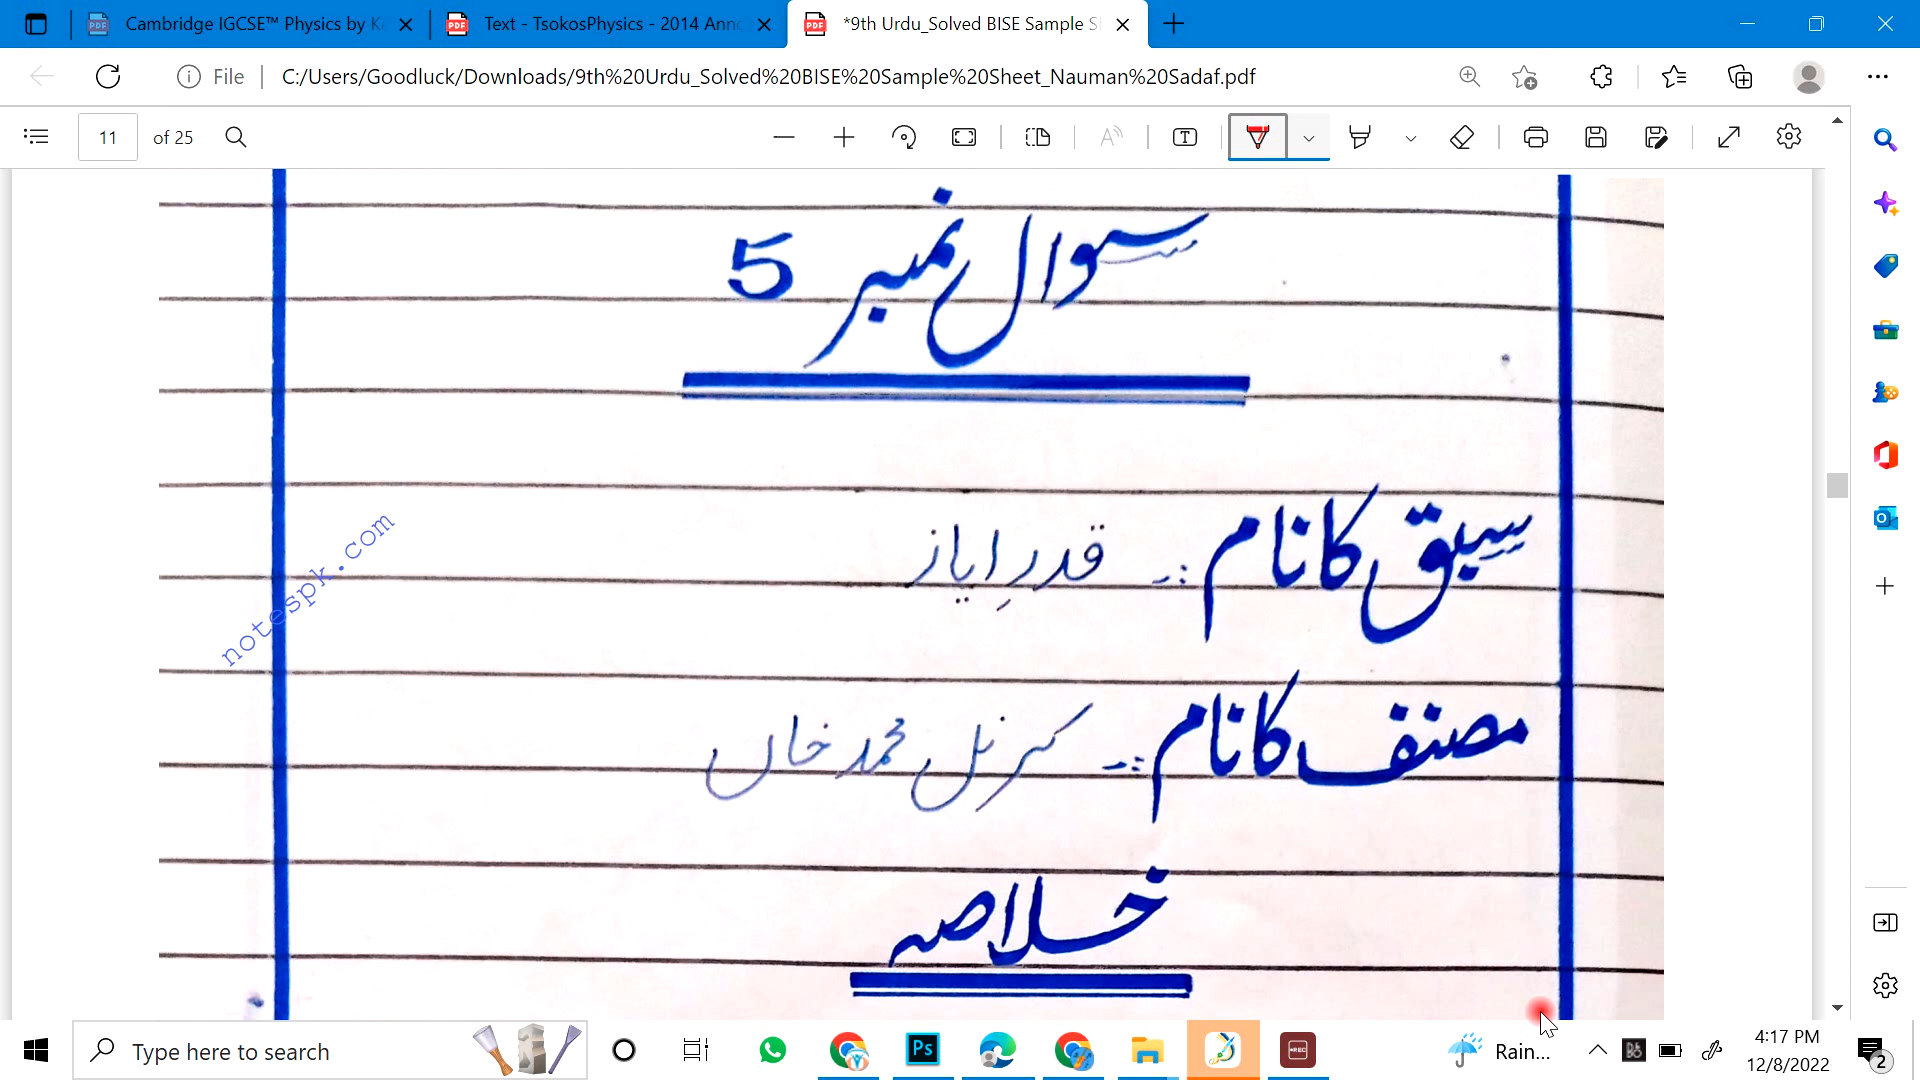 Cambridge IGCSE™ Physics by Ke
Text - TsokosPhysics - 2014 Anno
*9th Urdu_Solved BISE Sample S
File
C:/Users/Goodluck/Downloads/9th%20Urdu_Solved%20BISE%20Sample%20Sheet_Nauman%20Sadaf.pdf
11 of 25
سوال نمبر 5
سبق کا نام :۔ قدرِ ایاز
notespk.com
مصنف کا نام :۔ کرنل محمد خاں
خلاصہ
Type here to search
Rain...
4:17 PM
12/8/2022
2